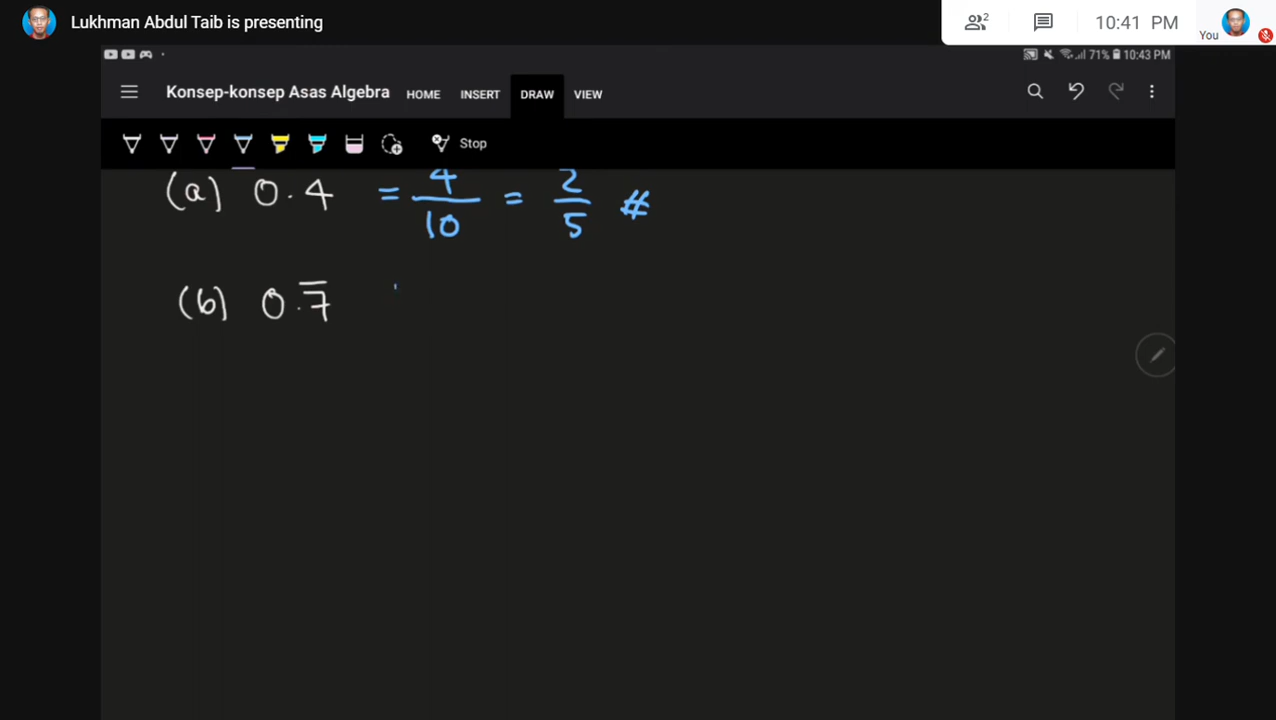 Lukhman Abdul Taib is presenting
2
10:41 PM
You
71% 10:43 PM
Konsep-konsep Asas Algebra HOME INSERT DRAW VIEW
Stop
(a) 0.4 = 4/10 = 2/5 #
(b) 0.7̅